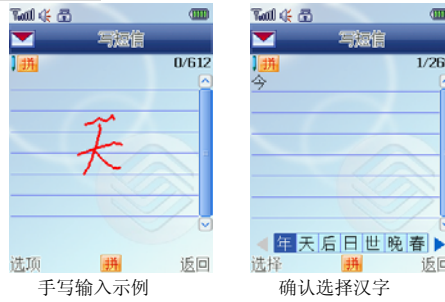 写短信
拼 0/612
天
选项 拼 返回
手写输入示例
写短信
拼 1/26
今
年天后日世晚春
选择 拼 返回
确认选择汉字